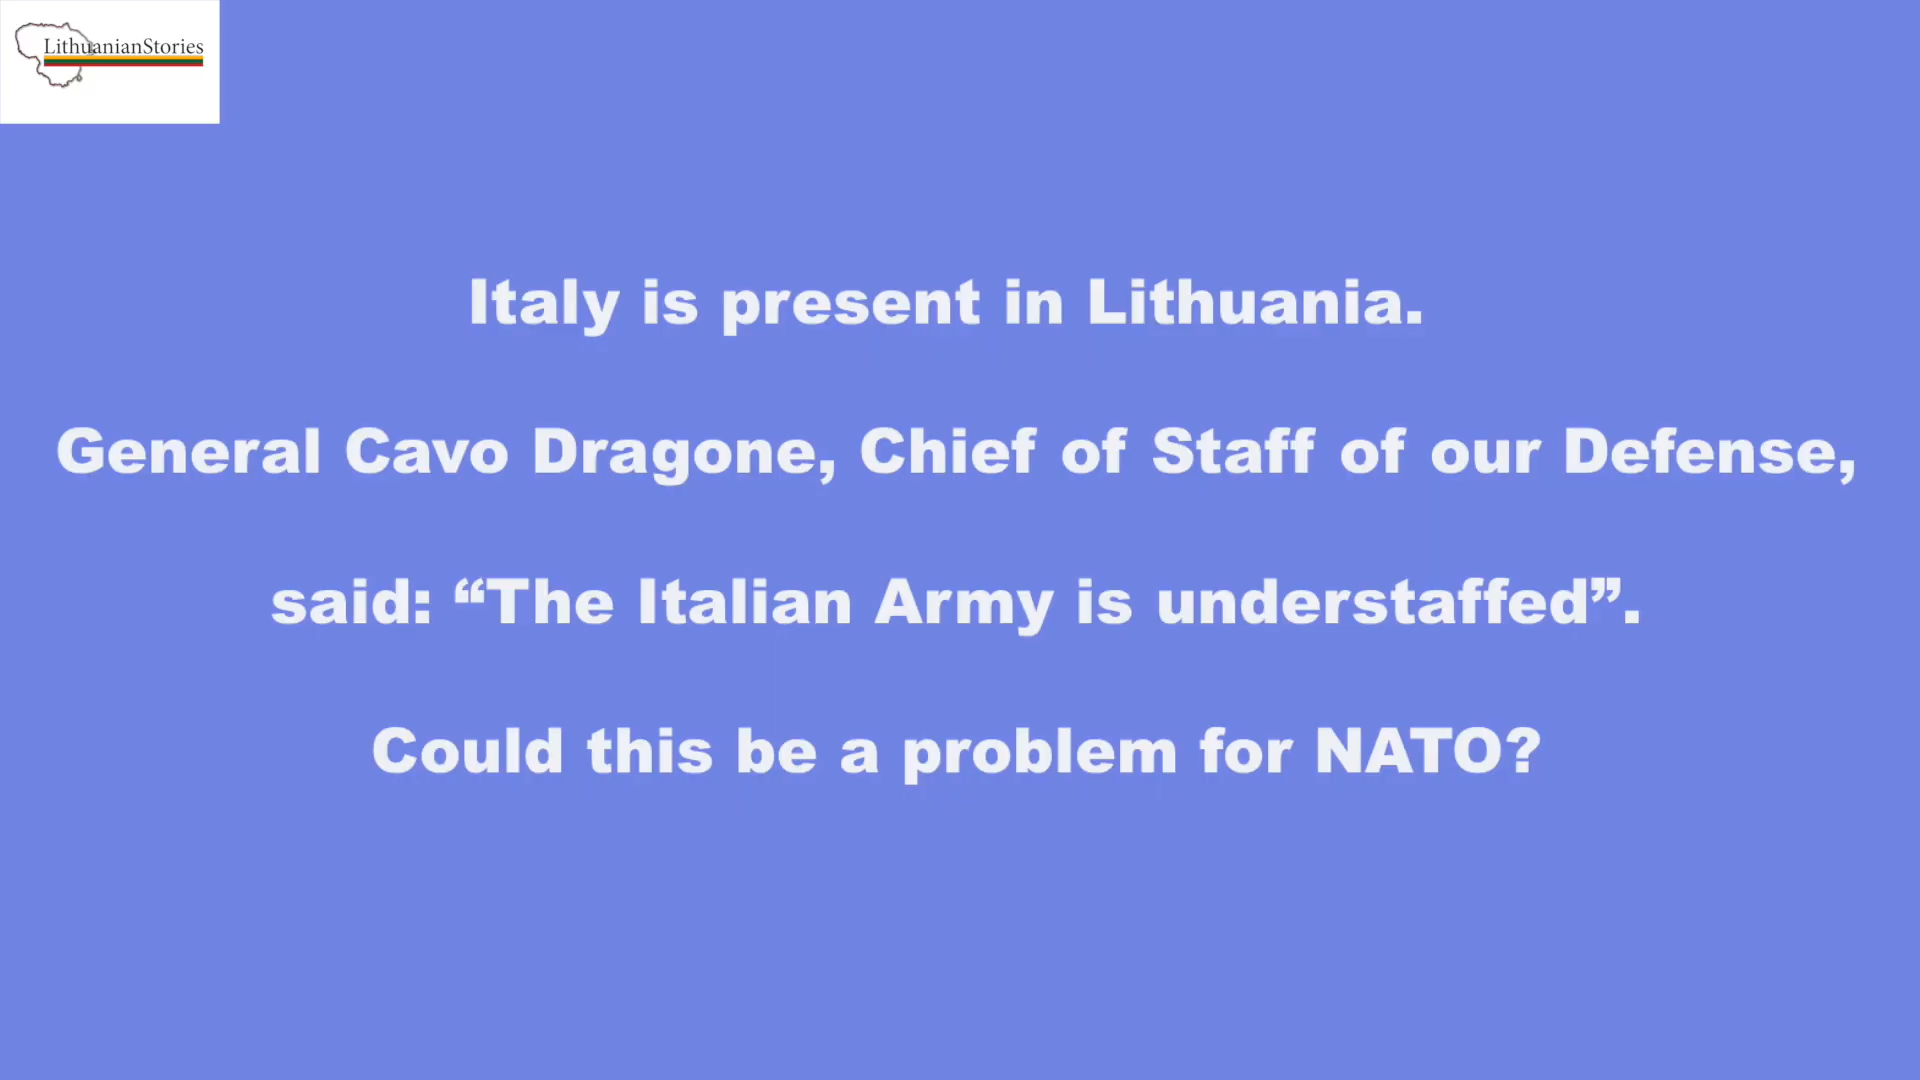 LithuanianStories
Italy is present in Lithuania.
General Cavo Dragone, Chief of Staff of our Defense,
said: “The Italian Army is understaffed”.
Could this be a problem for NATO?